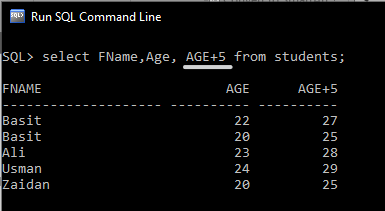 Run SQL Command Line
SQL> select FName,Age, AGE+5 from students;
FNAME AGE AGE+5
-------------------- ---------- ----------
Basit 22 27
Basit 20 25
Ali 23 28
Usman 24 29
Zaidan 20 25